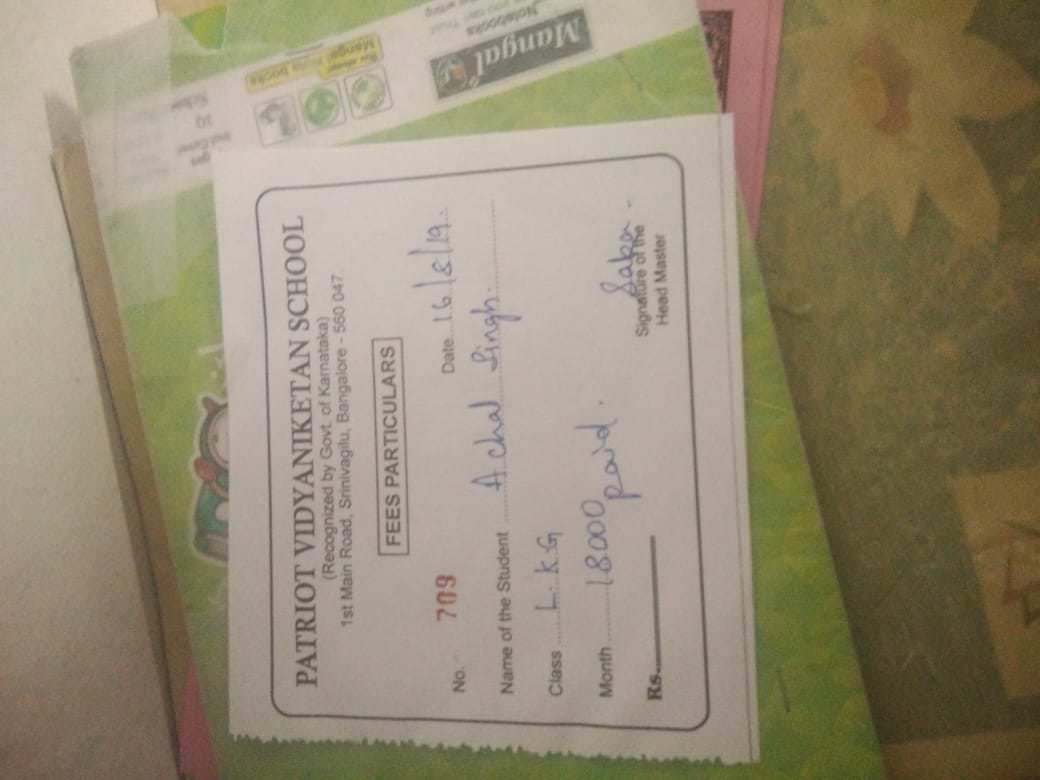 PATRIOT VIDYANIKETAN SCHOOL
(Recognized by Govt. of Karnataka)
1st Main Road, Srinivagilu, Bangalore - 560 047.
FEES PARTICULARS
No. 709 Date 16/8/19.
Name of the Student Achal Singh.
Class L.K.G
Month 18000 paid.
Rs.
Signature of the
Head Master
Mangal
Notebooks